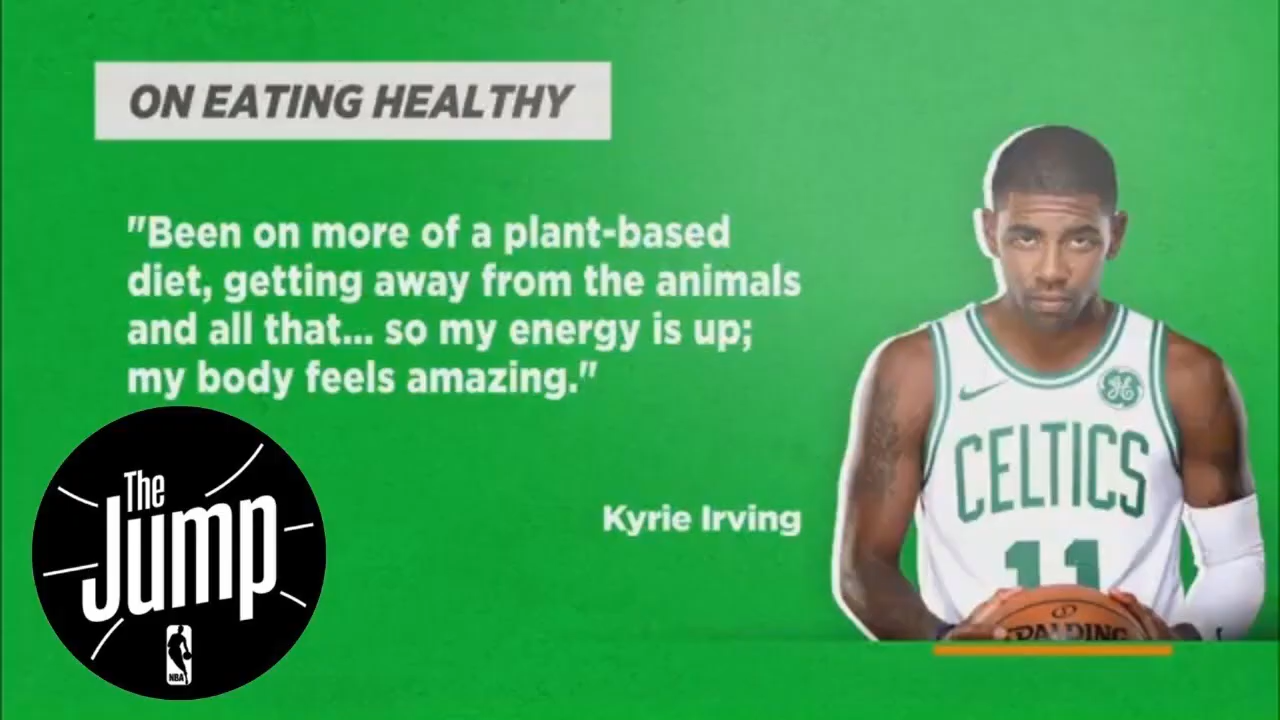 ON EATING HEALTHY
"Been on more of a plant-based
diet, getting away from the animals
and all that... so my energy is up;
my body feels amazing."
Kyrie Irving
The
Jump
NBA
GE
CELTICS
11
SPALDING